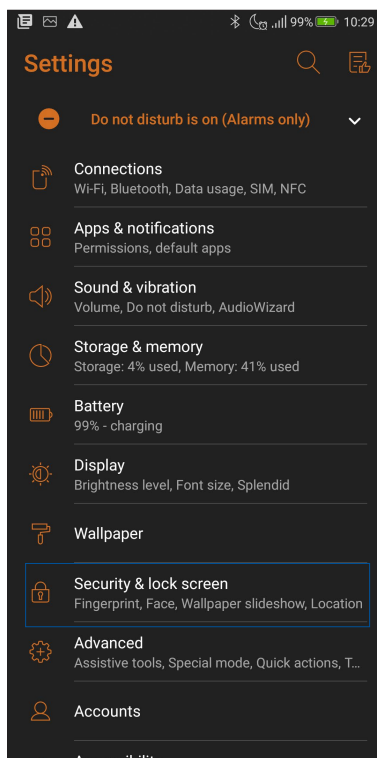 99% 10:29
Settings
Do not disturb is on (Alarms only)
Connections
Wi-Fi, Bluetooth, Data usage, SIM, NFC
Apps & notifications
Permissions, default apps
Sound & vibration
Volume, Do not disturb, AudioWizard
Storage & memory
Storage: 4% used, Memory: 41% used
Battery
99% - charging
Display
Brightness level, Font size, Splendid
Wallpaper
Security & lock screen
Fingerprint, Face, Wallpaper slideshow, Location
Advanced
Assistive tools, Special mode, Quick actions, T...
Accounts